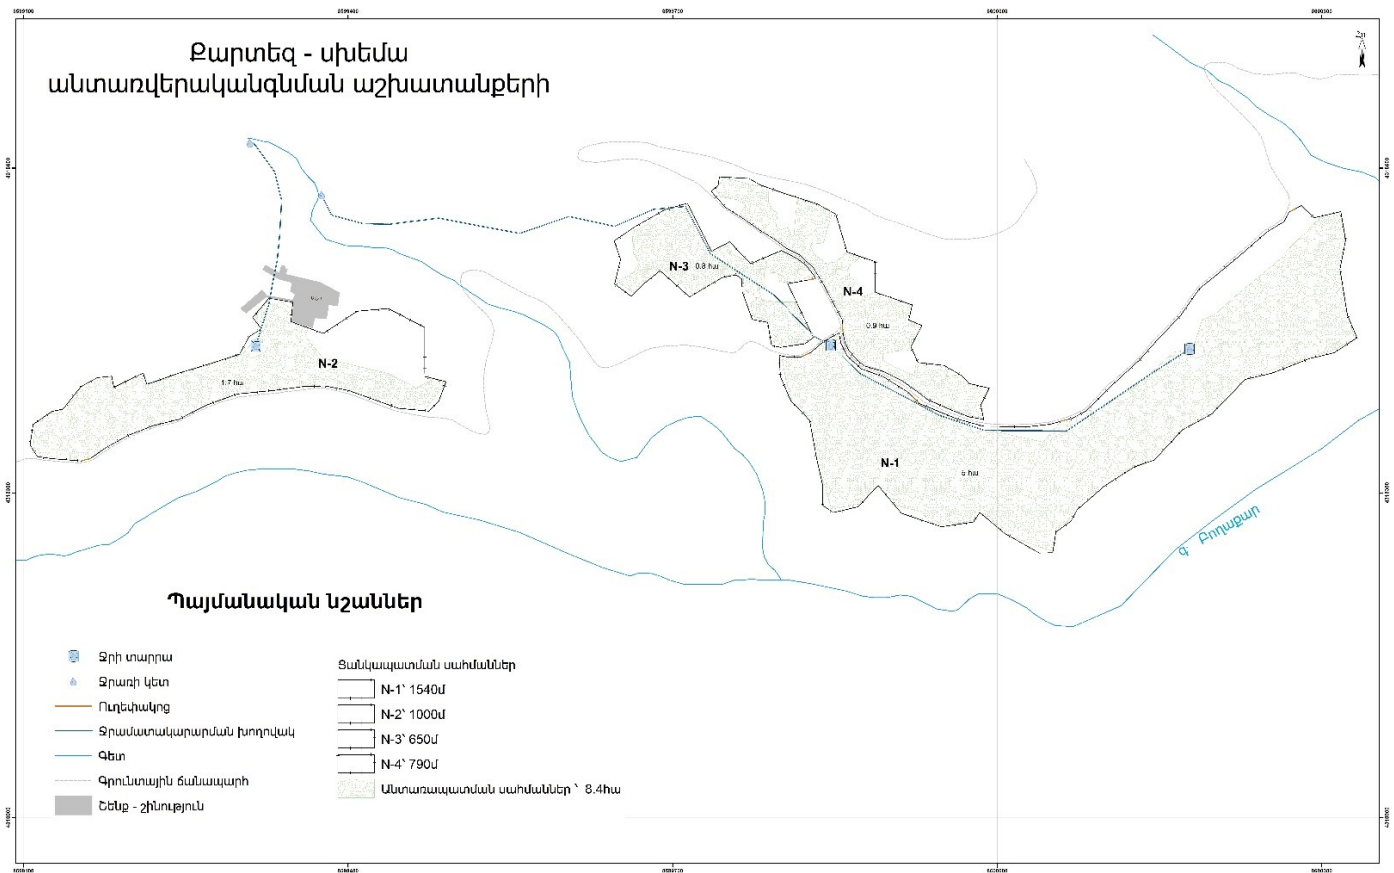 Քարտեզ - սխեմա
անտառվերականգնման աշխատանքերի
N-3
0.8 հա
N-4
0.9 հա
N-2
1.7 հա
N-1
5 հա
գ. Բողաքար
Պայմանական նշաններ
Ջրի տարրա
Ջրառի կետ
Ուղեփակոց
Ջրամատակարարման խողովակ
Գետ
Գրունտային ճանապարհ
Շենք - շինություն
Ցանկապատման սահմաններ
N-1՝ 1540մ
N-2՝ 1000մ
N-3՝ 650մ
N-4՝ 790մ
Անտառապատման սահմաններ ՝ 8.4հա